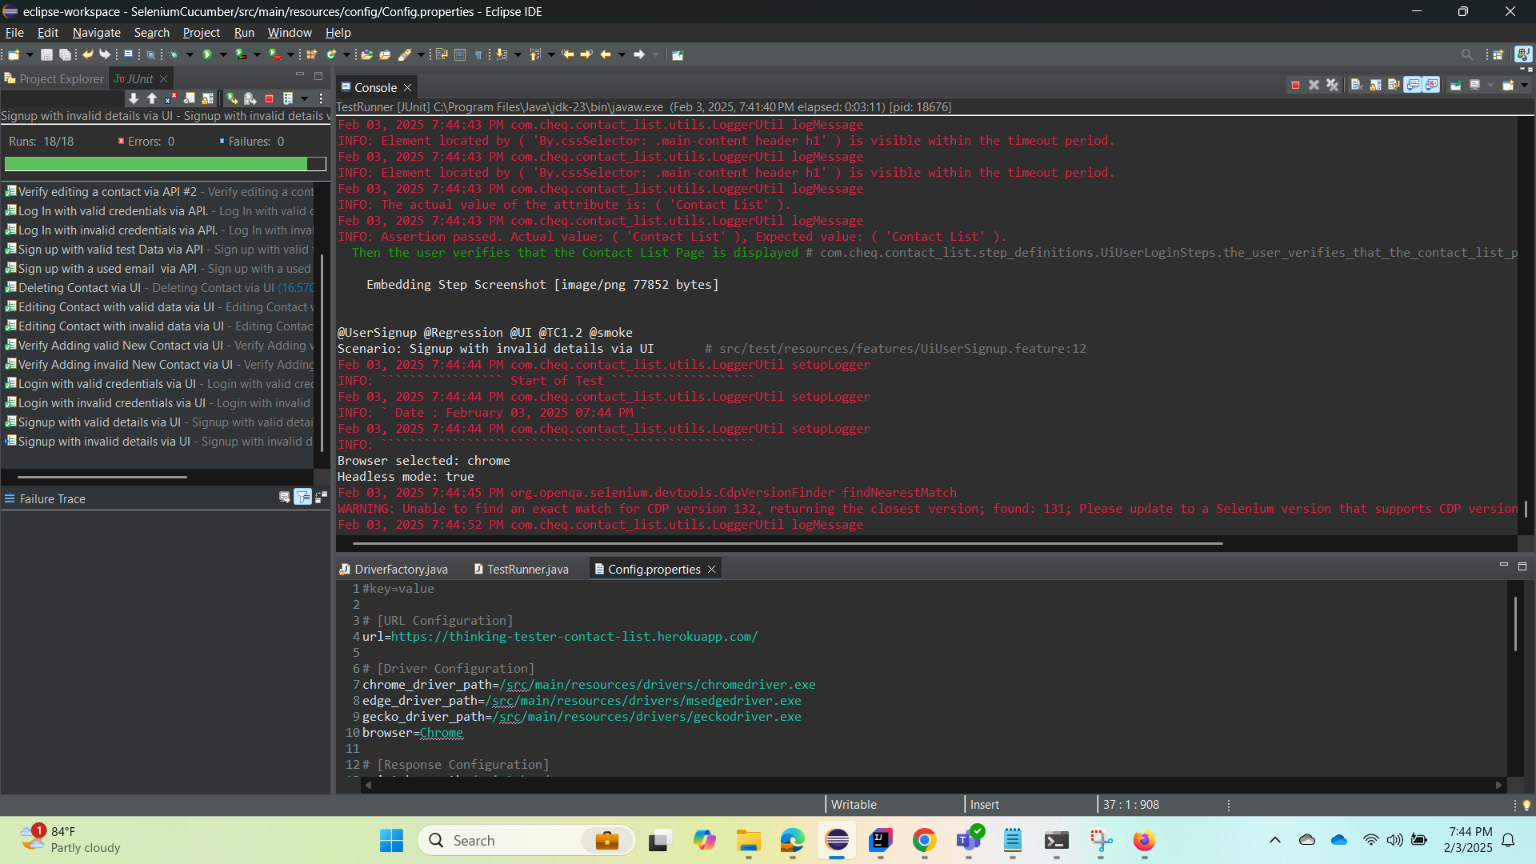 eclipse-workspace - SeleniumCucumber/src/main/resources/config/Config.properties - Eclipse IDE
File Edit Navigate Search Project Run Window Help
Project Explorer JUnit
Console
TestRunner [JUnit] C:\Program Files\Java\jdk-23\bin\javaw.exe (Feb 3, 2025, 7:41:40 PM elapsed: 0:03:11) [pid: 18676]
Signup with invalid details via UI - Signup with invalid details v
Runs: 18/18 Errors: 0 Failures: 0
Verify editing a contact via API #2 - Verify editing a cont
Log In with valid credentials via API. - Log In with valid c
Log In with invalid credentials via API. - Log In with inval
Sign up with valid test Data via API - Sign up with valid
Sign up with a used email via API - Sign up with a used
Deleting Contact via UI - Deleting Contact via UI (16.570
Editing Contact with valid data via UI - Editing Contact v
Editing Contact with invalid data via UI - Editing Contac
Verify Adding valid New Contact via UI - Verify Adding v
Verify Adding invalid New Contact via UI - Verify Adding
Login with valid credentials via UI - Login with valid cred
Login with invalid credentials via UI - Login with invalid
Signup with valid details via UI - Signup with valid detai
Signup with invalid details via UI - Signup with invalid d
Failure Trace
Feb 03, 2025 7:44:43 PM com.cheq.contact_list.utils.LoggerUtil logMessage
INFO: Element located by ( 'By.cssSelector: .main-content header h1' ) is visible within the timeout period.
Feb 03, 2025 7:44:43 PM com.cheq.contact_list.utils.LoggerUtil logMessage
INFO: Element located by ( 'By.cssSelector: .main-content header h1' ) is visible within the timeout period.
Feb 03, 2025 7:44:43 PM com.cheq.contact_list.utils.LoggerUtil logMessage
INFO: The actual value of the attribute is: ( 'Contact List' ).
Feb 03, 2025 7:44:43 PM com.cheq.contact_list.utils.LoggerUtil logMessage
INFO: Assertion passed. Actual value: ( 'Contact List' ), Expected value: ( 'Contact List' ).
Then the user verifies that the Contact List Page is displayed # com.cheq.contact_list.step_definitions.UiUserLoginSteps.the_user_verifies_that_the_contact_list_p
Embedding Step Screenshot [image/png 77852 bytes]
@UserSignup @Regression @UI @TC1.2 @smoke
Scenario: Signup with invalid details via UI # src/test/resources/features/UiUserSignup.feature:12
Feb 03, 2025 7:44:44 PM com.cheq.contact_list.utils.LoggerUtil setupLogger
INFO: ````````````````` Start of Test ````````````````````
Feb 03, 2025 7:44:44 PM com.cheq.contact_list.utils.LoggerUtil setupLogger
INFO: ` Date : February 03, 2025 07:44 PM `
Feb 03, 2025 7:44:44 PM com.cheq.contact_list.utils.LoggerUtil setupLogger
INFO: ````````````````````````````````````````````````````
Browser selected: chrome
Headless mode: true
Feb 03, 2025 7:44:45 PM org.openqa.selenium.devtools.CdpVersionFinder findNearestMatch
WARNING: Unable to find an exact match for CDP version 132, returning the closest version; found: 131; Please update to a Selenium version that supports CDP version
Feb 03, 2025 7:44:52 PM com.cheq.contact_list.utils.LoggerUtil logMessage
DriverFactory.java TestRunner.java Config.properties
1 #key=value
2
3 # [URL Configuration]
4 url=https://thinking-tester-contact-list.herokuapp.com/
5
6 # [Driver Configuration]
7 chrome_driver_path=/src/main/resources/drivers/chromedriver.exe
8 edge_driver_path=/src/main/resources/drivers/msedgedriver.exe
9 gecko_driver_path=/src/main/resources/drivers/geckodriver.exe
10 browser=Chrome
11
12 # [Response Configuration]
Writable Insert 37 : 1 : 908
1 84°F
Partly cloudy
Search
7:44 PM
2/3/2025